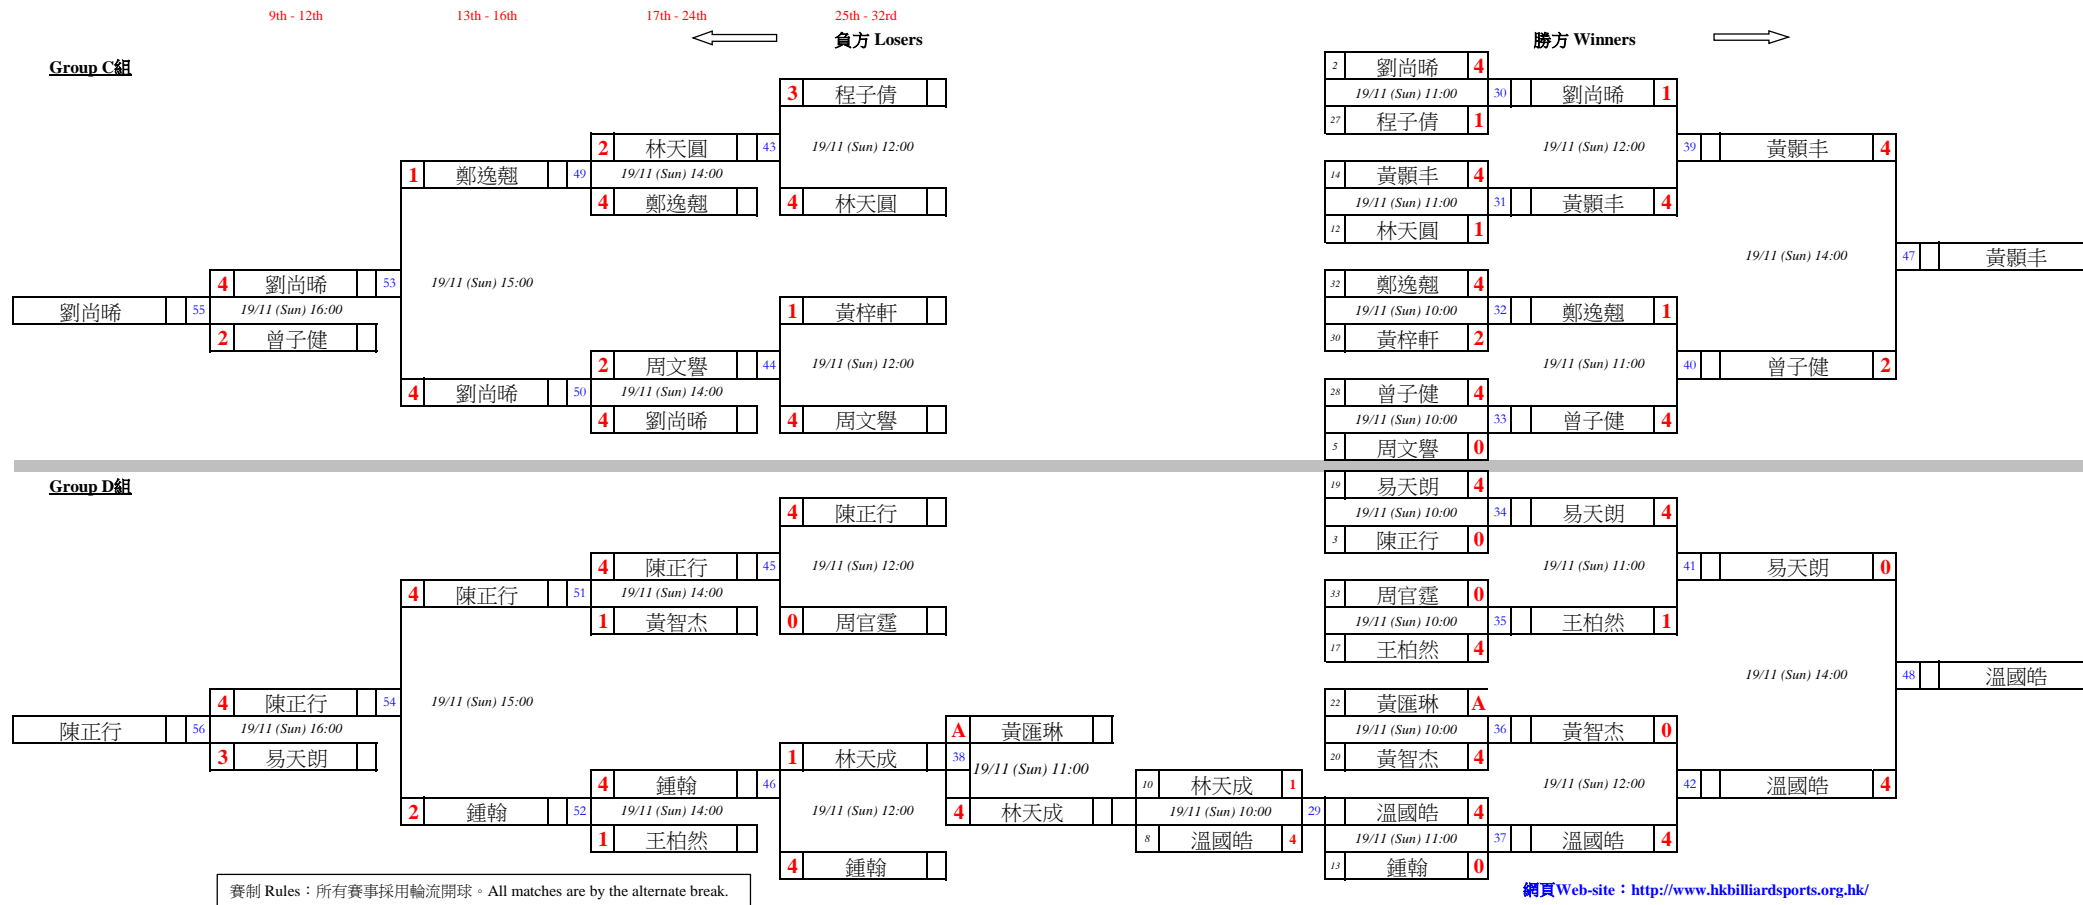 9th - 12th 13th - 16th 17th - 24th 25th - 32rd
負方 Losers 勝方 Winners
Group C組
2 劉尚晞 4
3 程子倩 19/11 (Sun) 11:00 30 劉尚晞 1
27 程子倩 1
2 林天圓 43 19/11 (Sun) 12:00 19/11 (Sun) 12:00 39 黃顥丰 4
1 鄭逸翹 49 19/11 (Sun) 14:00 14 黃顥丰 4
4 鄭逸翹 4 林天圓 19/11 (Sun) 11:00 31 黃顥丰 4
12 林天圓 1
19/11 (Sun) 14:00 47 黃顥丰
4 劉尚晞 53 19/11 (Sun) 15:00 32 鄭逸翹 4
劉尚晞 55 19/11 (Sun) 16:00 1 黃梓軒 19/11 (Sun) 10:00 32 鄭逸翹 1
2 曾子健 30 黃梓軒 2
2 周文譽 44 19/11 (Sun) 12:00 19/11 (Sun) 11:00 40 曾子健 2
4 劉尚晞 50 19/11 (Sun) 14:00 28 曾子健 4
4 劉尚晞 4 周文譽 19/11 (Sun) 10:00 33 曾子健 4
5 周文譽 0
Group D組
19 易天朗 4
4 陳正行 19/11 (Sun) 10:00 34 易天朗 4
3 陳正行 0
4 陳正行 45 19/11 (Sun) 12:00 19/11 (Sun) 11:00 41 易天朗 0
4 陳正行 51 19/11 (Sun) 14:00 33 周官霆 0
1 黃智杰 0 周官霆 19/11 (Sun) 10:00 35 王柏然 1
17 王柏然 4
19/11 (Sun) 14:00 48 溫國皓
4 陳正行 54 19/11 (Sun) 15:00 22 黃匯琳 A
陳正行 56 19/11 (Sun) 16:00 A 黃匯琳 19/11 (Sun) 10:00 36 黃智杰 0
3 易天朗 1 林天成 38 19/11 (Sun) 11:00 20 黃智杰 4
4 鍾翰 46 10 林天成 1 19/11 (Sun) 12:00 42 溫國皓 4
2 鍾翰 52 19/11 (Sun) 14:00 19/11 (Sun) 12:00 4 林天成 19/11 (Sun) 10:00 29 溫國皓 4
1 王柏然 8 溫國皓 4 19/11 (Sun) 11:00 37 溫國皓 4
4 鍾翰 13 鍾翰 0
賽制 Rules：所有賽事採用輪流開球。All matches are by the alternate break.
網頁Web-site：http://www.hkbilliardsports.org.hk/